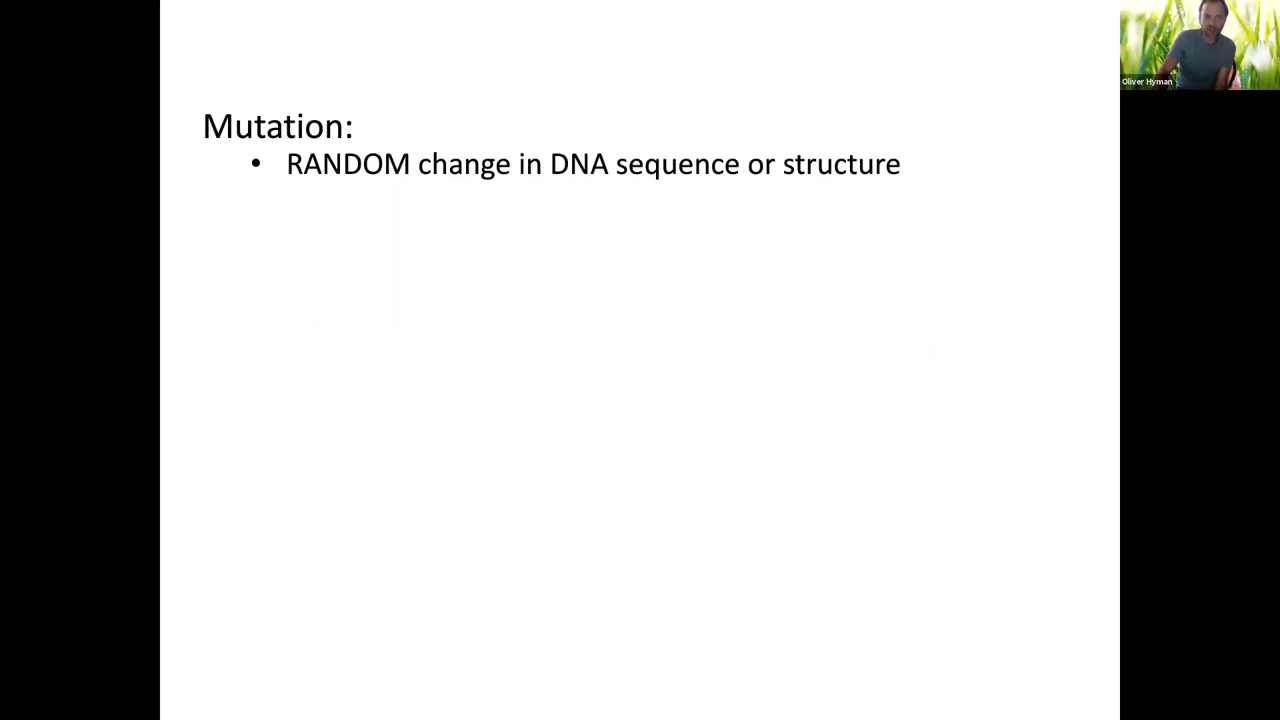 Oliver Hyman
Mutation:
• RANDOM change in DNA sequence or structure